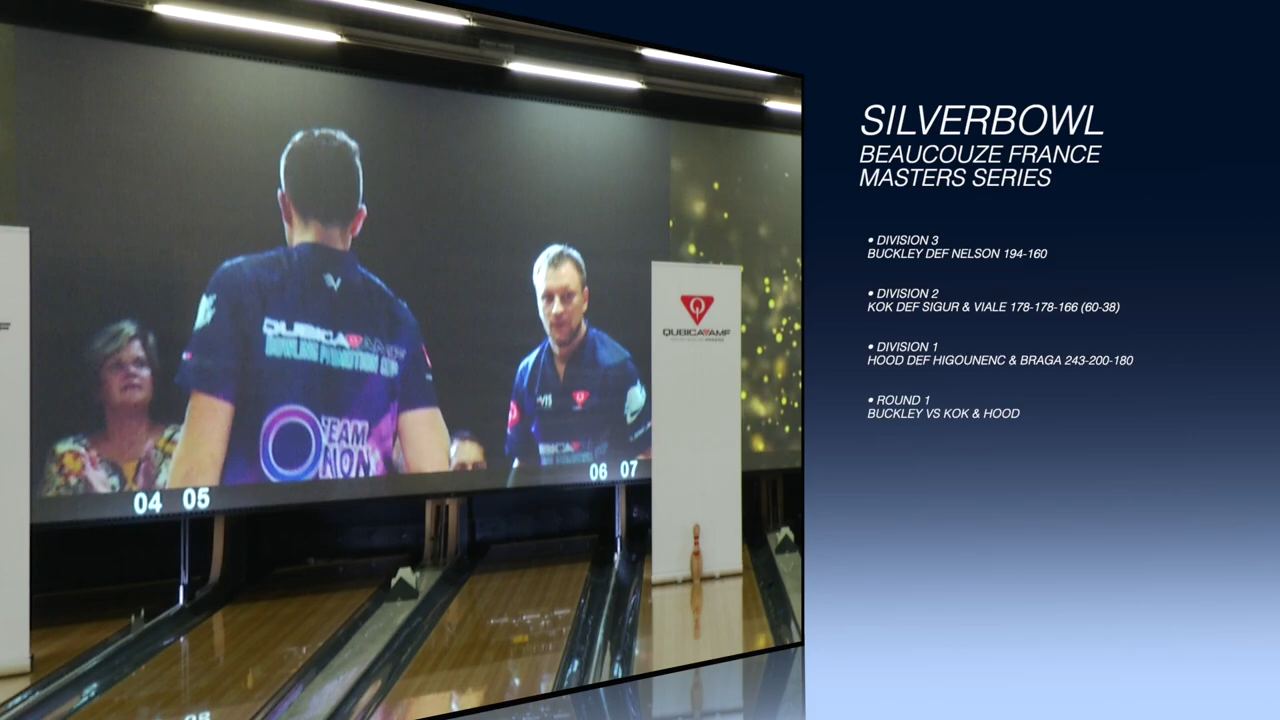 SILVERBOWL
BEAUCOUZE FRANCE
MASTERS SERIES
• DIVISION 3
BUCKLEY DEF NELSON 194-160
• DIVISION 2
KOK DEF SIGUR & VIALE 178-178-166 (60-38)
• DIVISION 1
HOOD DEF HIGOUNENC & BRAGA 243-200-180
• ROUND 1
BUCKLEY VS KOK & HOOD
QUBICAAMF
TEAM
04 05
06 07
QUBICAAMF